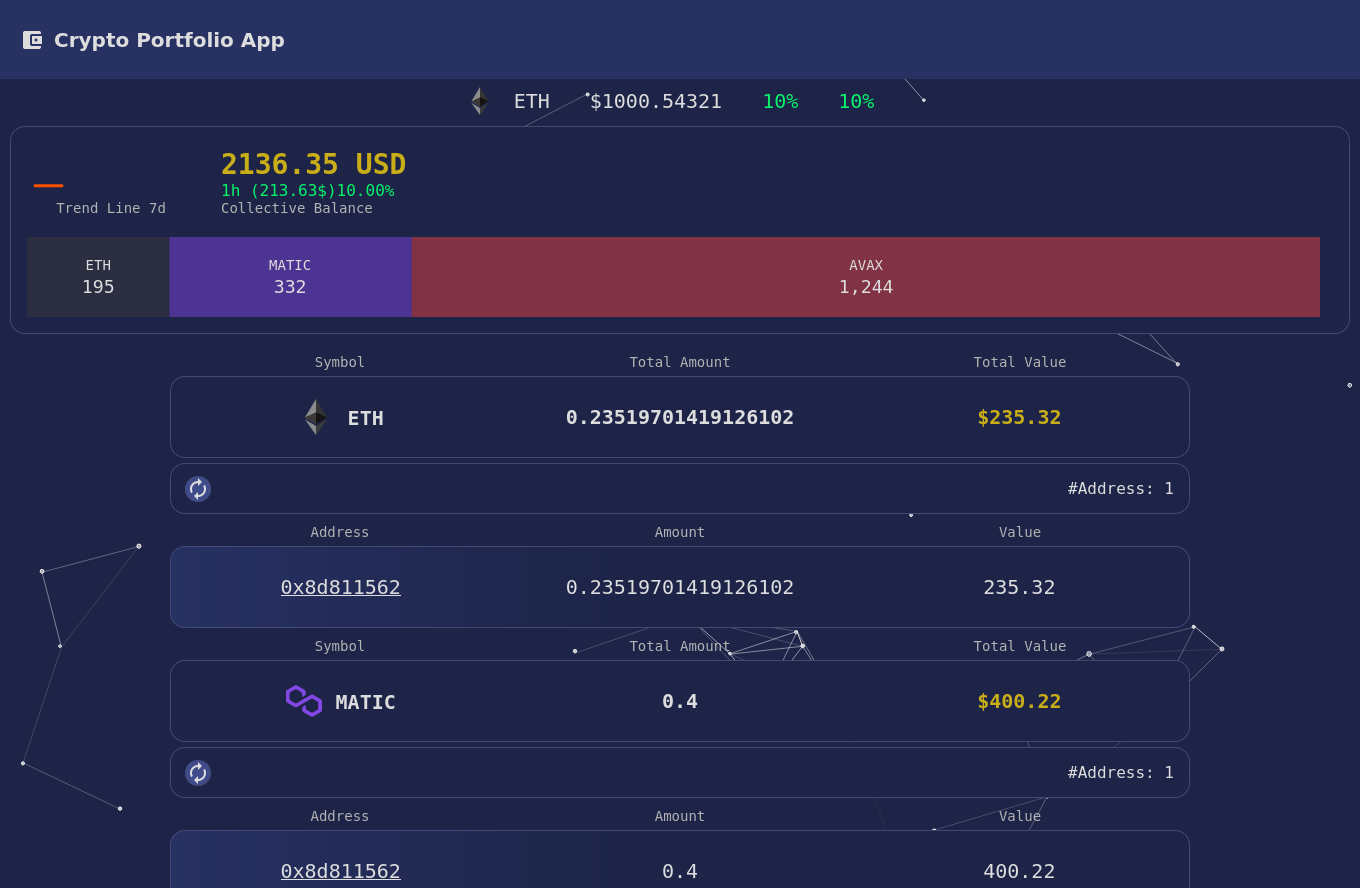 Crypto Portfolio App
ETH $1000.54321 10% 10%
2136.35 USD
1h (213.63$)10.00%
Trend Line 7d Collective Balance
ETH MATIC AVAX
195 332 1,244
Symbol Total Amount Total Value
ETH 0.23519701419126102 $235.32
#Address: 1
Address Amount Value
0x8d811562 0.23519701419126102 235.32
Symbol Total Amount Total Value
MATIC 0.4 $400.22
#Address: 1
Address Amount Value
0x8d811562 0.4 400.22